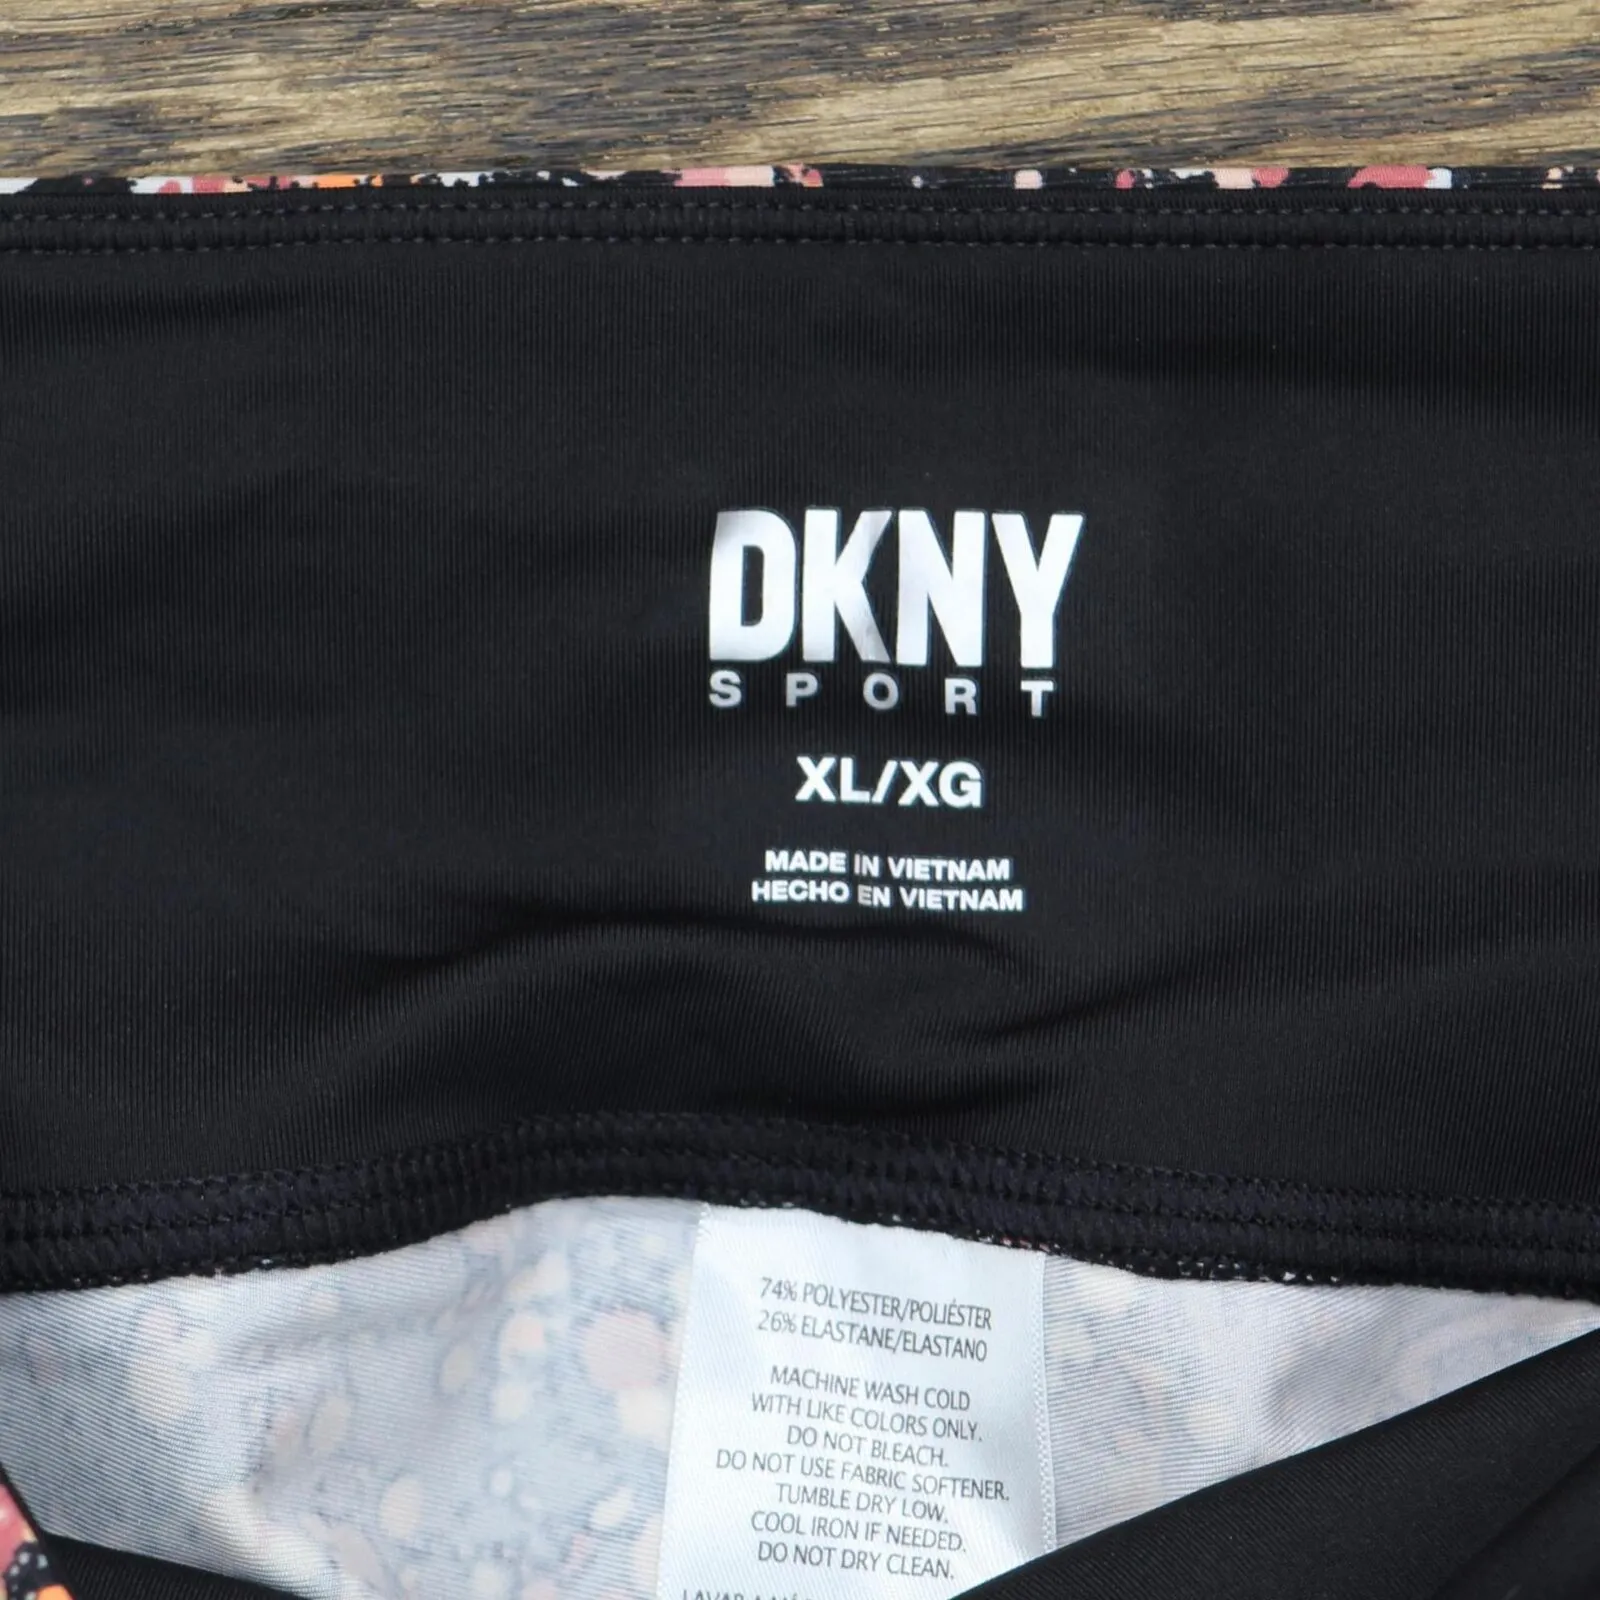 DKNY
SPORT
XL/XG
MADE IN VIETNAM
HECHO EN VIETNAM
74% POLYESTER/POLIÉSTER
26% ELASTANE/ELASTANO
MACHINE WASH COLD
WITH LIKE COLORS ONLY.
DO NOT BLEACH.
DO NOT USE FABRIC SOFTENER.
TUMBLE DRY LOW.
COOL IRON IF NEEDED.
DO NOT DRY CLEAN.
LAVAR A